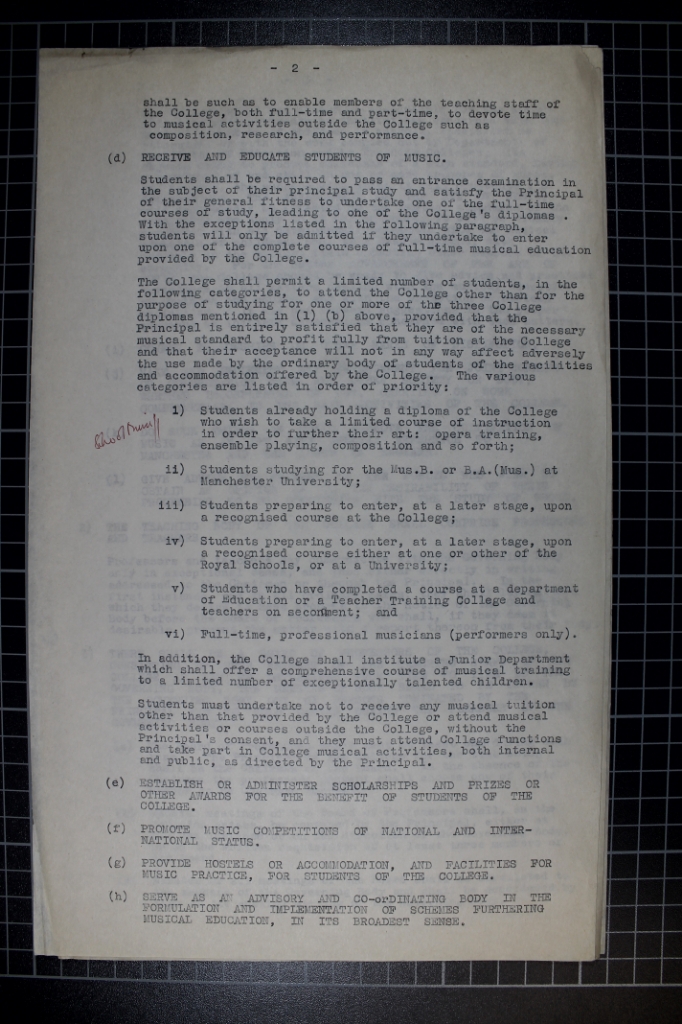 - 2 -
shall be such as to enable members of the teaching staff of
the College, both full-time and part-time, to devote time
to musical activities outside the College such as
composition, research, and performance.
(d) RECEIVE AND EDUCATE STUDENTS OF MUSIC.
Students shall be required to pass an entrance examination in
the subject of their principal study and satisfy the Principal
of their general fitness to undertake one of the full-time
courses of study, leading to one of the College's diplomas .
With the exceptions listed in the following paragraph,
students will only be admitted if they undertake to enter
upon one of the complete courses of full-time musical education
provided by the College.
The College shall permit a limited number of students, in the
following categories, to attend the College other than for the
purpose of studying for one or more of the three College
diplomas mentioned in (1) (b) above, provided that the
Principal is entirely satisfied that they are of the necessary
musical standard to profit fully from tuition at the College
and that their acceptance will not in any way affect adversely
the use made by the ordinary body of students of the facilities
and accommodation offered by the College. The various
categories are listed in order of priority:
i) Students already holding a diploma of the College
who wish to take a limited course of instruction
in order to further their art: opera training,
ensemble playing, composition and so forth;
ii) Students studying for the Mus.B. or B.A.(Mus.) at
Manchester University;
iii) Students preparing to enter, at a later stage, upon
a recognised course at the College;
iv) Students preparing to enter, at a later stage, upon
a recognised course either at one or other of the
Royal Schools, or at a University;
v) Students who have completed a course at a department
of Education or a Teacher Training College and
teachers on secondment; and
vi) Full-time, professional musicians (performers only).
In addition, the College shall institute a Junior Department
which shall offer a comprehensive course of musical training
to a limited number of exceptionally talented children.
Students must undertake not to receive any musical tuition
other than that provided by the College or attend musical
activities or courses outside the College, without the
Principal's consent, and they must attend College functions
and take part in College musical activities, both internal
and public, as directed by the Principal.
(e) ESTABLISH OR ADMINISTER SCHOLARSHIPS AND PRIZES OR
OTHER AWARDS FOR THE BENEFIT OF STUDENTS OF THE
COLLEGE.
(f) PROMOTE MUSIC COMPETITIONS OF NATIONAL AND INTER-
NATIONAL STATUS.
(g) PROVIDE HOSTELS OR ACCOMMODATION, AND FACILITIES FOR
MUSIC PRACTICE, FOR STUDENTS OF THE COLLEGE.
(h) SERVE AS AN ADVISORY AND CO-orDINATING BODY IN THE
FORMULATION AND IMPLEMENTATION OF SCHEMES FURTHERING
MUSICAL EDUCATION, IN ITS BROADEST SENSE.